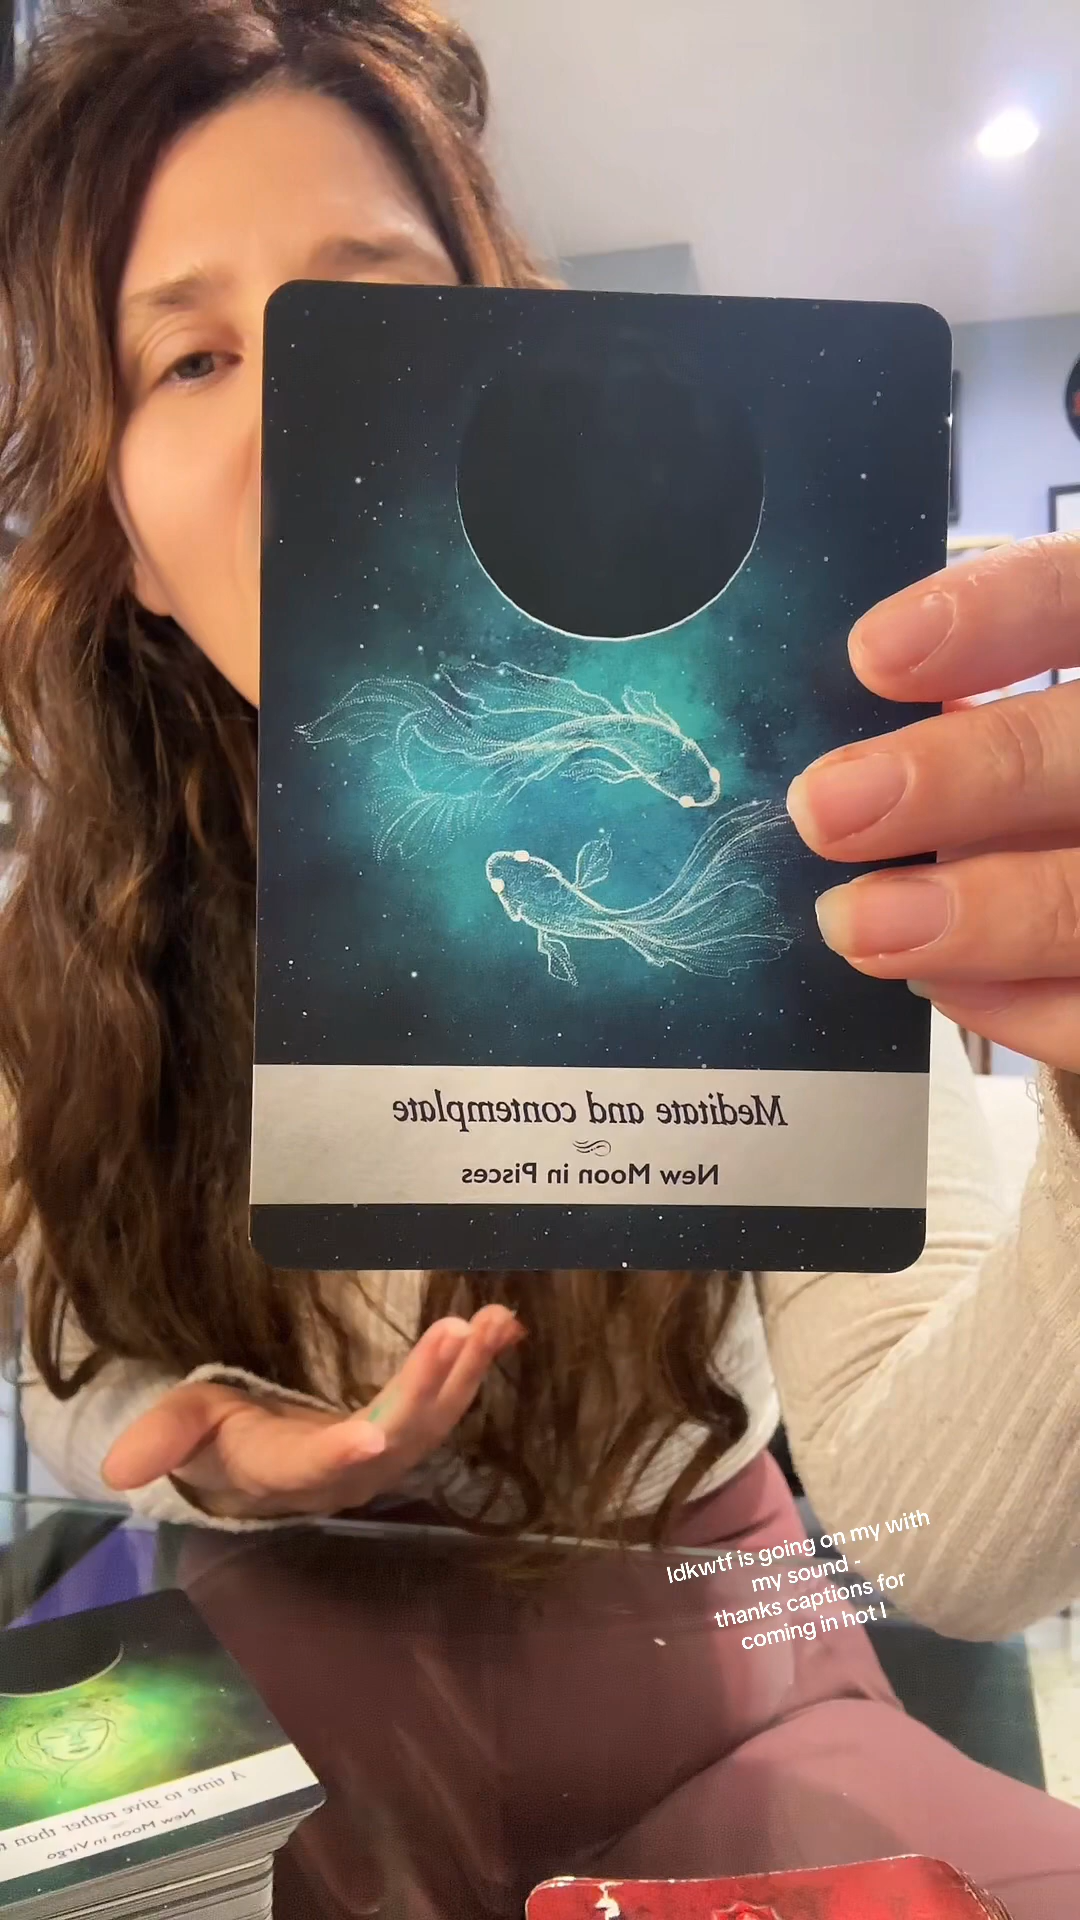 Meditate and contemplate
New Moon in Pisces
Idkwtf is going on my with
my sound -
thanks captions for
coming in hot I
A time to give rather than
New Moon in Virgo